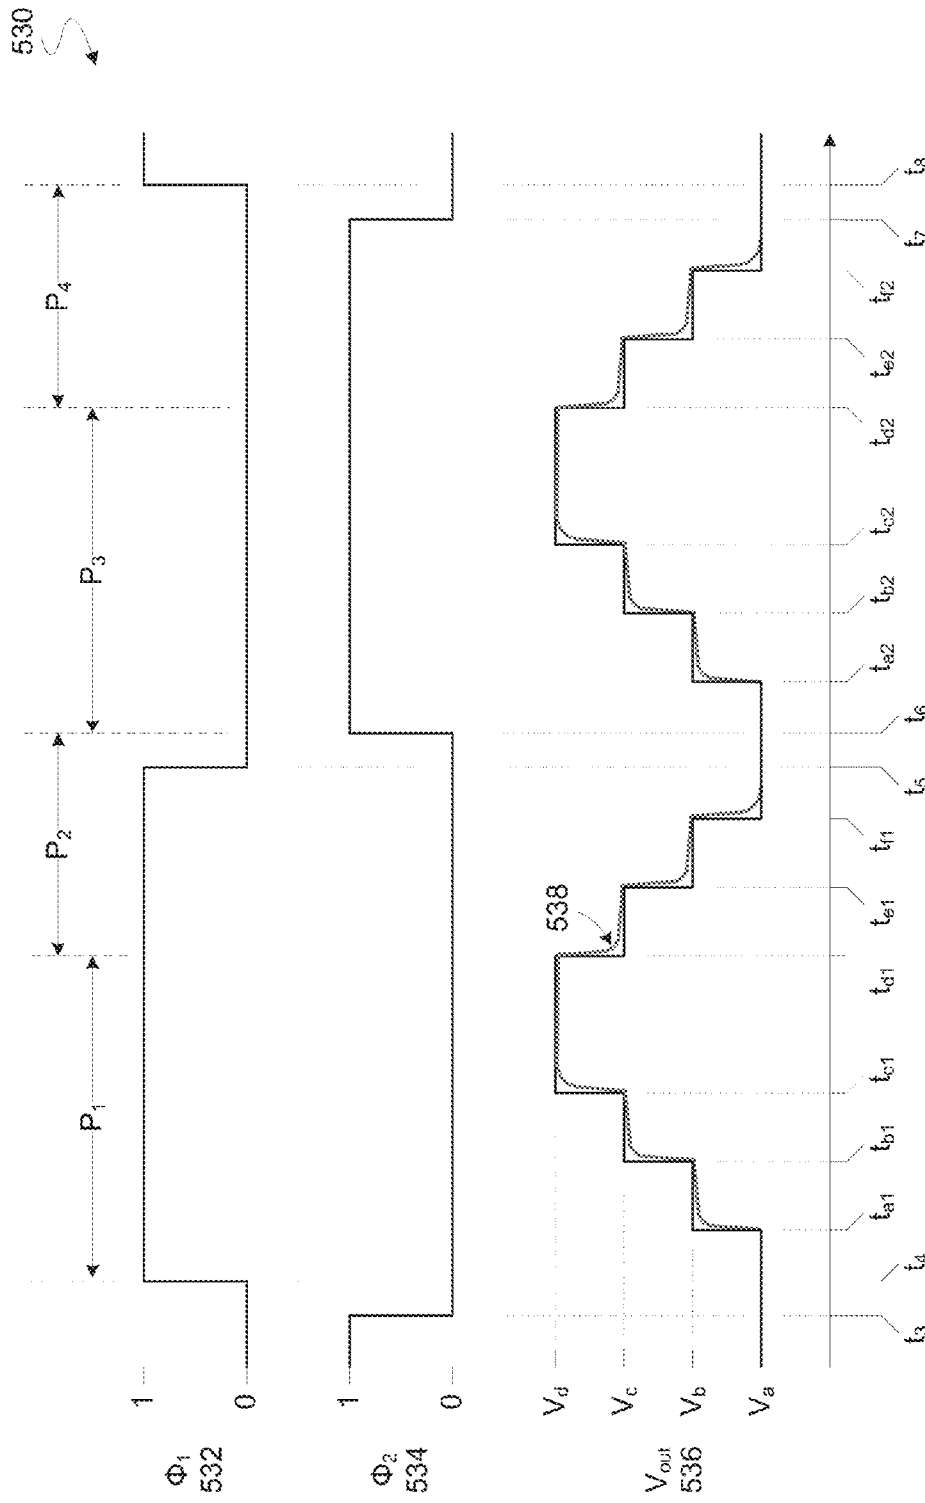 530
P₁
P₂
P₃
P₄
Φ₁
532
1
0
Φ₂
534
1
0
538
Vout
536
Vd
Vc
Vb
Va
t₃
t₄
ta1
tb1
tc1
td1
te1
tf1
t₅
t₆
ta2
tb2
tc2
td2
te2
tf2
t₇
t₈